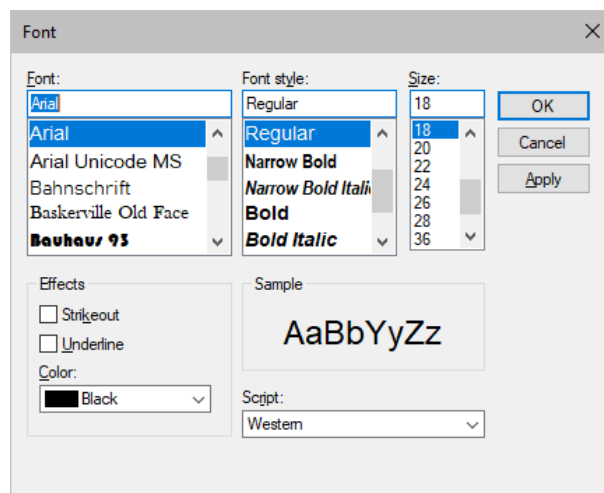 Font
Font:
Font style:
Size:
Arial
Regular
18
OK
Arial
Arial Unicode MS
Bahnschrift
Baskerville Old Face
Bauhaus 93
Regular
Narrow Bold
Narrow Bold Itali
Bold
Bold Italic
18
20
22
24
26
28
36
Cancel
Apply
Effects
Strikeout
Underline
Color:
Black
Sample
AaBbYyZz
Script:
Western